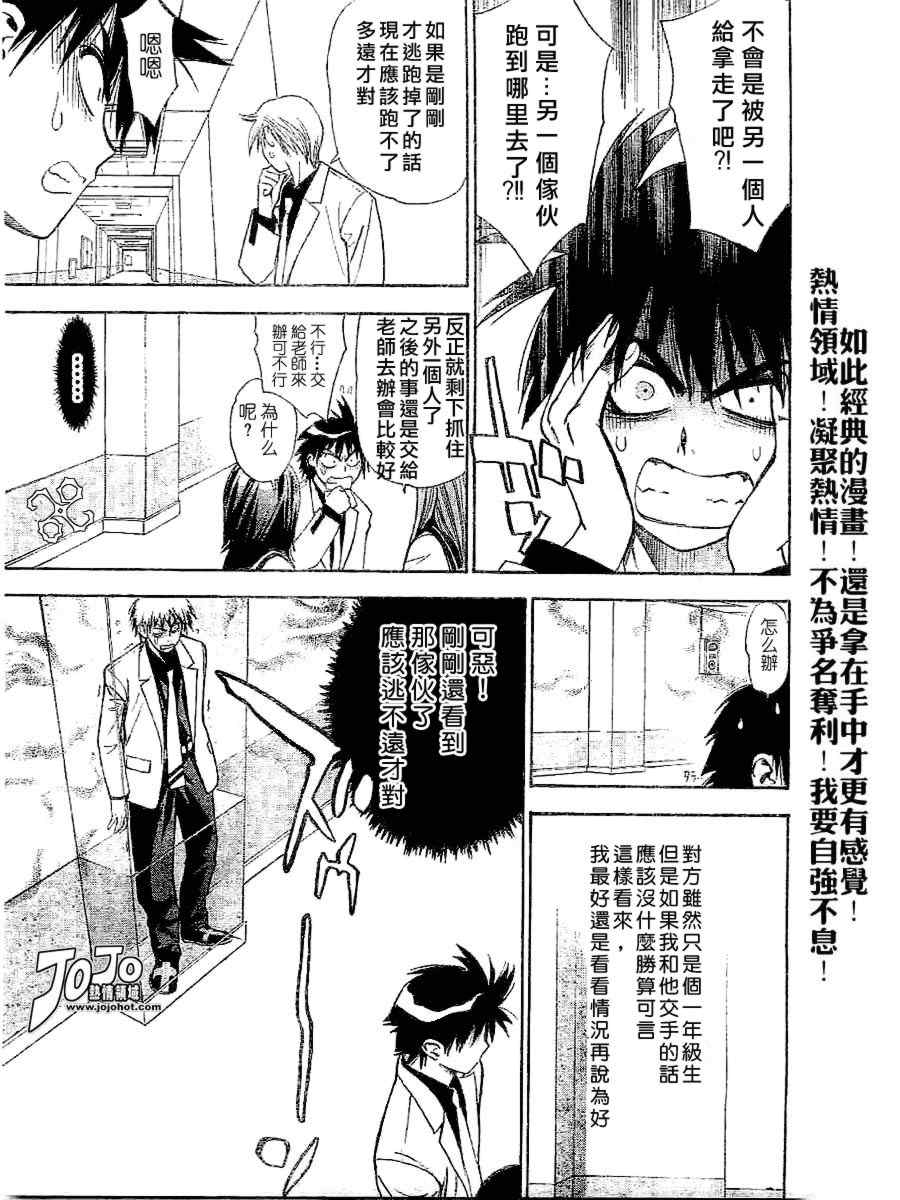 不會是被另一個人
給拿走了吧?!
可是…另一個傢伙
跑到哪里去了?!!
如果是剛剛
才逃跑掉了的話
現在應該跑不了
多遠才對
嗯嗯
反正就剩下抓住
另外一個人了
之後的事還是交給
老師去辦會比較好
不行…交
給老師來
辦可不行
為什么
呢?
………
怎么辦
可惡!
剛剛還看到
那傢伙了
應該逃不遠才對
對方雖然只是個一年級生
但是如果我和他交手的話
應該沒什麼勝算可言
這樣看來,
我最好還是看看情況再說為好
如此經典的漫畫!還是拿在手中才更有感覺!
熱情領域!凝聚熱情!不為爭名奪利!我要自強不息!
JOJO
熱情領域
www.jojohot.com